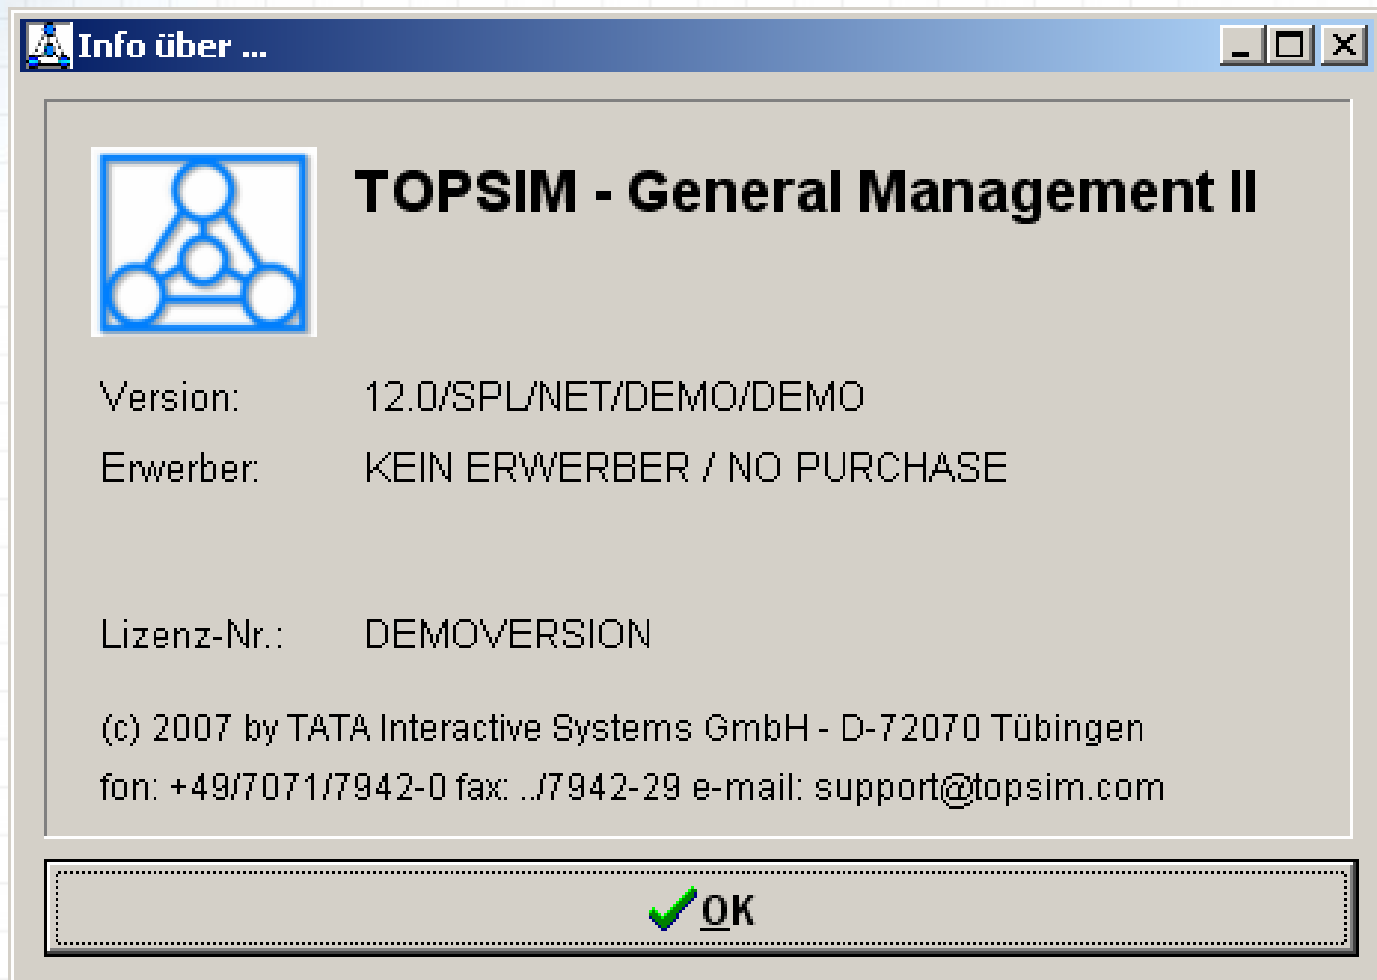 Info über ...
TOPSIM - General Management II
Version: 12.0/SPL/NET/DEMO/DEMO
Erwerber: KEIN ERWERBER / NO PURCHASE
Lizenz-Nr.: DEMOVERSION
(c) 2007 by TATA Interactive Systems GmbH - D-72070 Tübingen
fon: +49/7071/7942-0 fax: ../7942-29 e-mail: support@topsim.com
OK